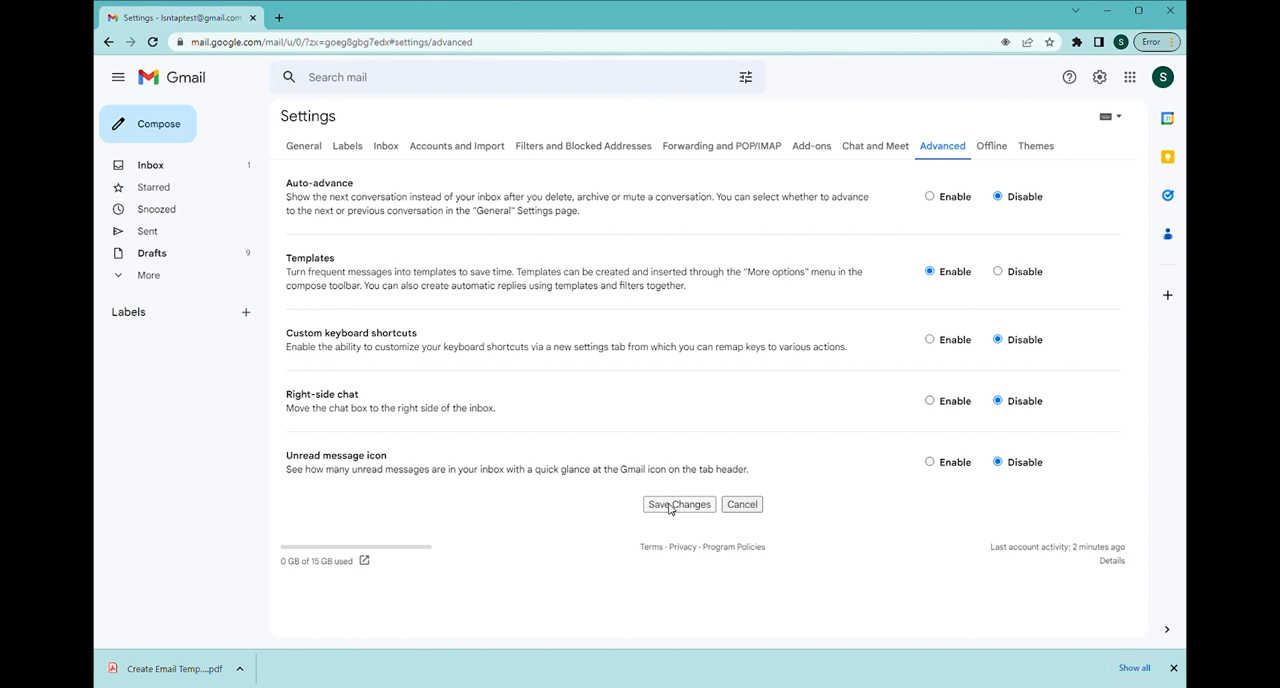 Settings - lsntaptest@gmail.com
mail.google.com/mail/u/0/?zx=goeg8gbg7edx#settings/advanced
S
Error
Gmail
Search mail
S
Compose
Inbox 1
Starred
Snoozed
Sent
Drafts 9
More
Labels
Settings
General Labels Inbox Accounts and Import Filters and Blocked Addresses Forwarding and POP/IMAP Add-ons Chat and Meet Advanced Offline Themes
Auto-advance
Show the next conversation instead of your inbox after you delete, archive or mute a conversation. You can select whether to advance
to the next or previous conversation in the "General" Settings page.
Enable Disable
Templates
Turn frequent messages into templates to save time. Templates can be created and inserted through the "More options" menu in the
compose toolbar. You can also create automatic replies using templates and filters together.
Enable Disable
Custom keyboard shortcuts
Enable the ability to customize your keyboard shortcuts via a new settings tab from which you can remap keys to various actions.
Enable Disable
Right-side chat
Move the chat box to the right side of the inbox.
Enable Disable
Unread message icon
See how many unread messages are in your inbox with a quick glance at the Gmail icon on the tab header.
Enable Disable
Save Changes Cancel
0 GB of 15 GB used
Terms · Privacy · Program Policies
Last account activity: 2 minutes ago
Details
Create Email Temp....pdf
Show all